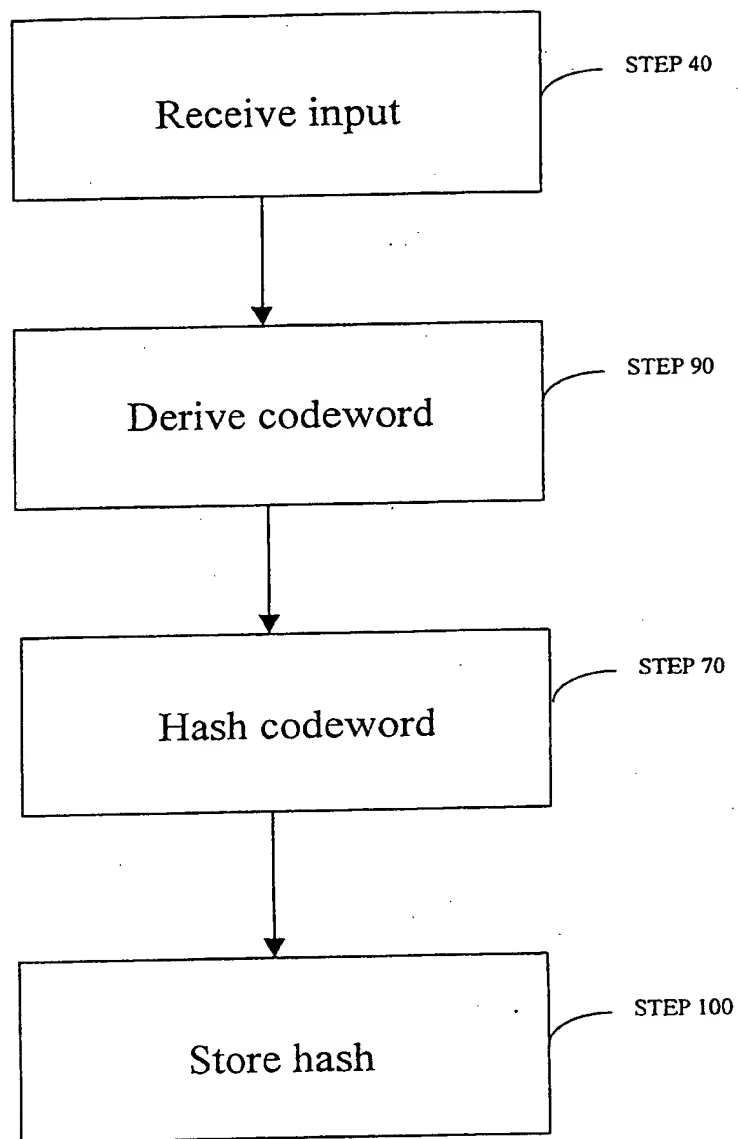 Receive input
STEP 40
Derive codeword
STEP 90
Hash codeword
STEP 70
Store hash
STEP 100